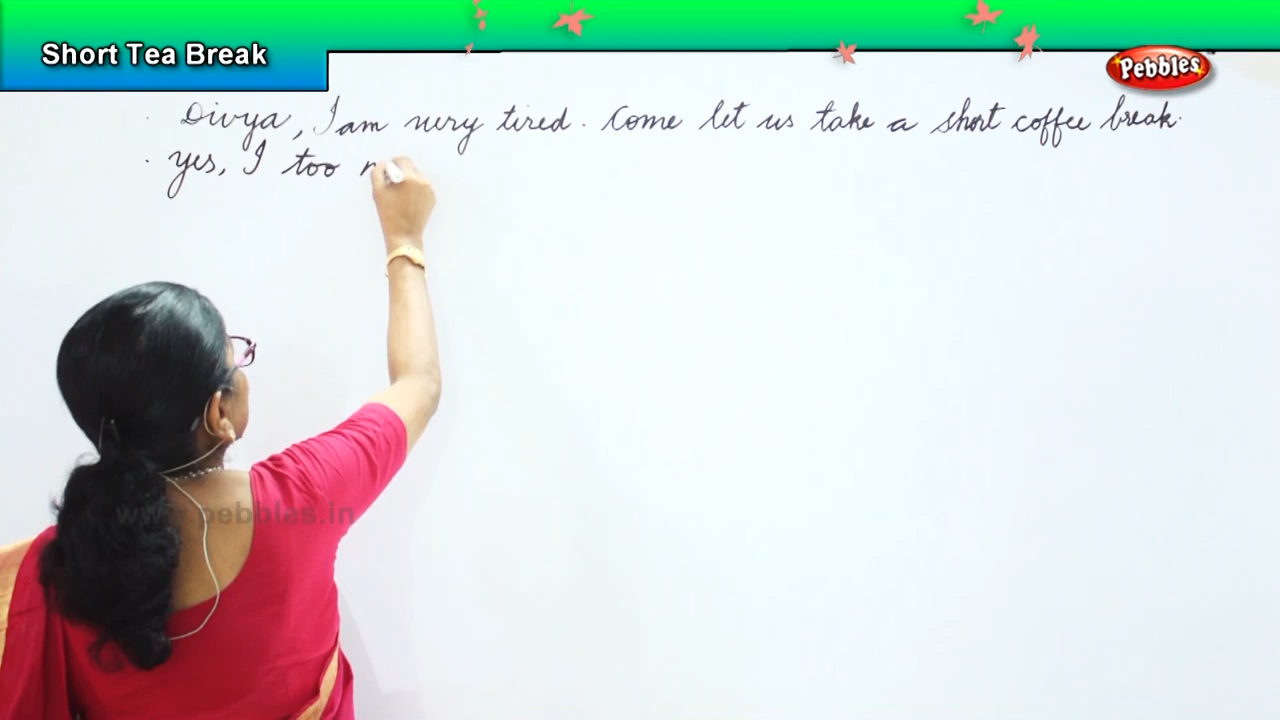 Short Tea Break
Pebbles
Divya, I am very tired. Come let us take a short coffee break.
yes, I too
www.pebbles.in